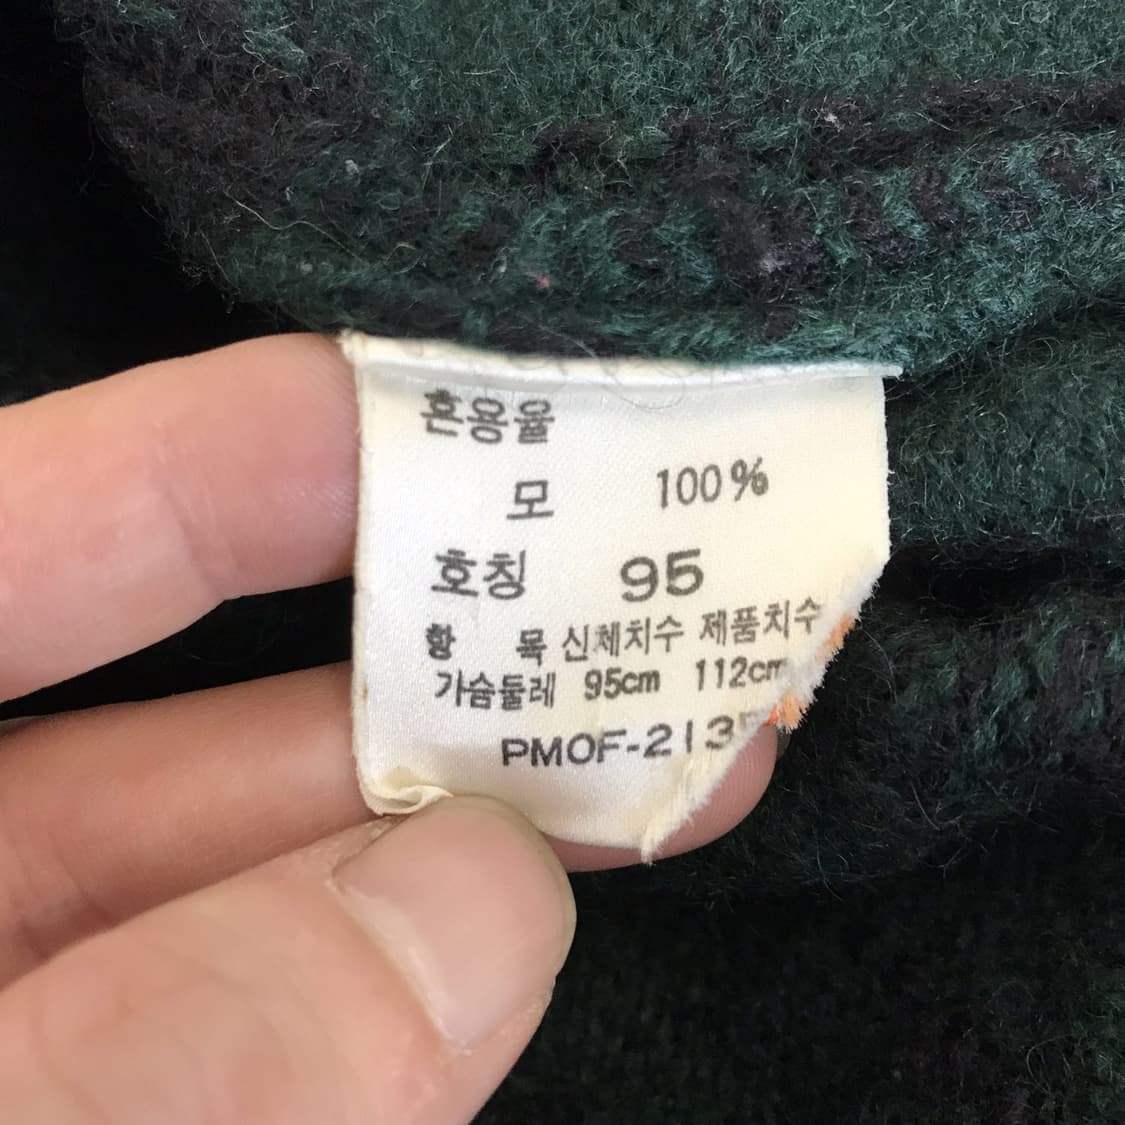 혼용율
모 100%
호칭 95
항 목 신체치수 제품치수
가슴둘레 95cm 112cm
PMOF-213